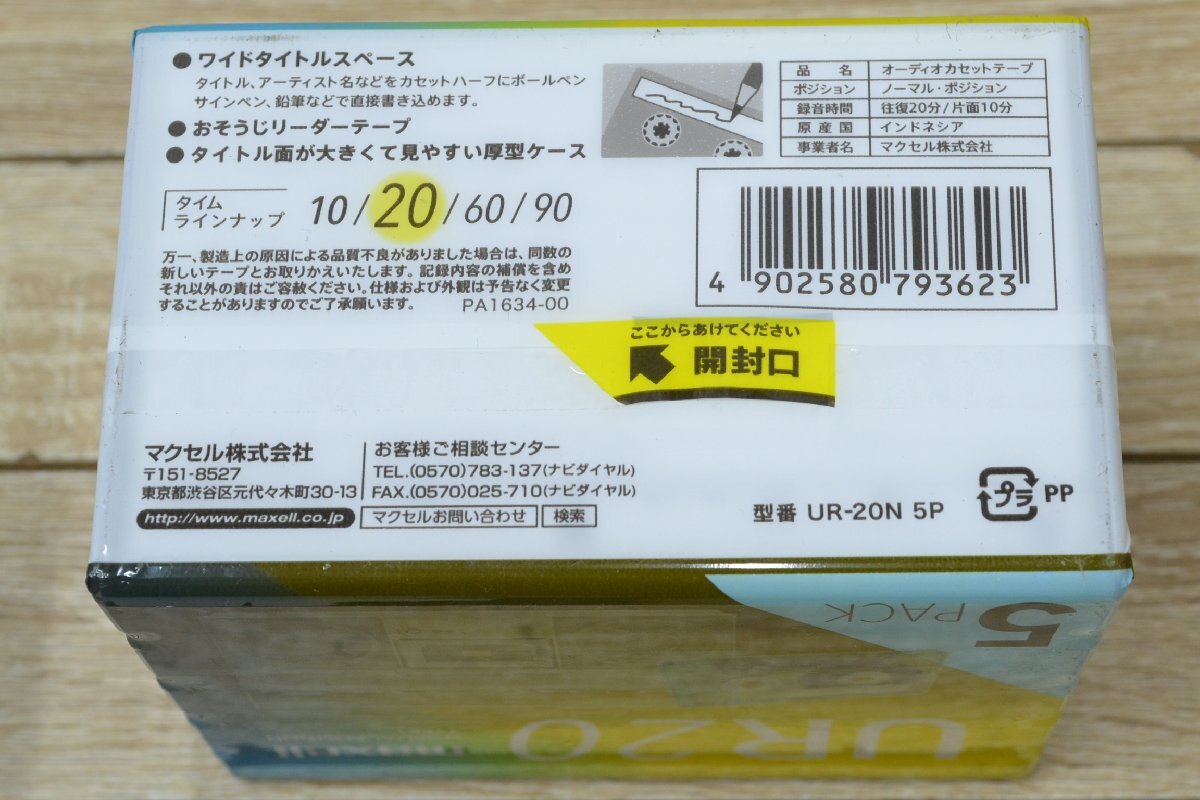 ● ワイドタイトルスペース
タイトル、アーティスト名などをカセットハーフにボールペン
サインペン、鉛筆などで直接書き込めます。
● おそうじリーダーテープ
● タイトル面が大きくて見やすい厚型ケース
タイム
ラインナップ 10/20/60/90
万一、製造上の原因による品質不良がありました場合は、同数の
新しいテープとお取りかえいたします。記録内容の補償を含め
それ以外の責はご容赦ください。仕様および外観は予告なく変更
することがありますのでご了承願います。 PA1634-00
品名 オーディオカセットテープ
ポジション ノーマル・ポジション
録音時間 往復20分/片面10分
原産国 インドネシア
事業者名 マクセル株式会社
4 902580 793623
ここからあけてください
開封口
マクセル株式会社
〒151-8527
東京都渋谷区元代々木町30-13
http://www.maxell.co.jp
お客様ご相談センター
TEL.(0570)783-137(ナビダイヤル)
FAX.(0570)025-710(ナビダイヤル)
マクセルお問い合わせ 検索
型番 UR-20N 5P
プラ PP
5 PACK
UR20
maxell